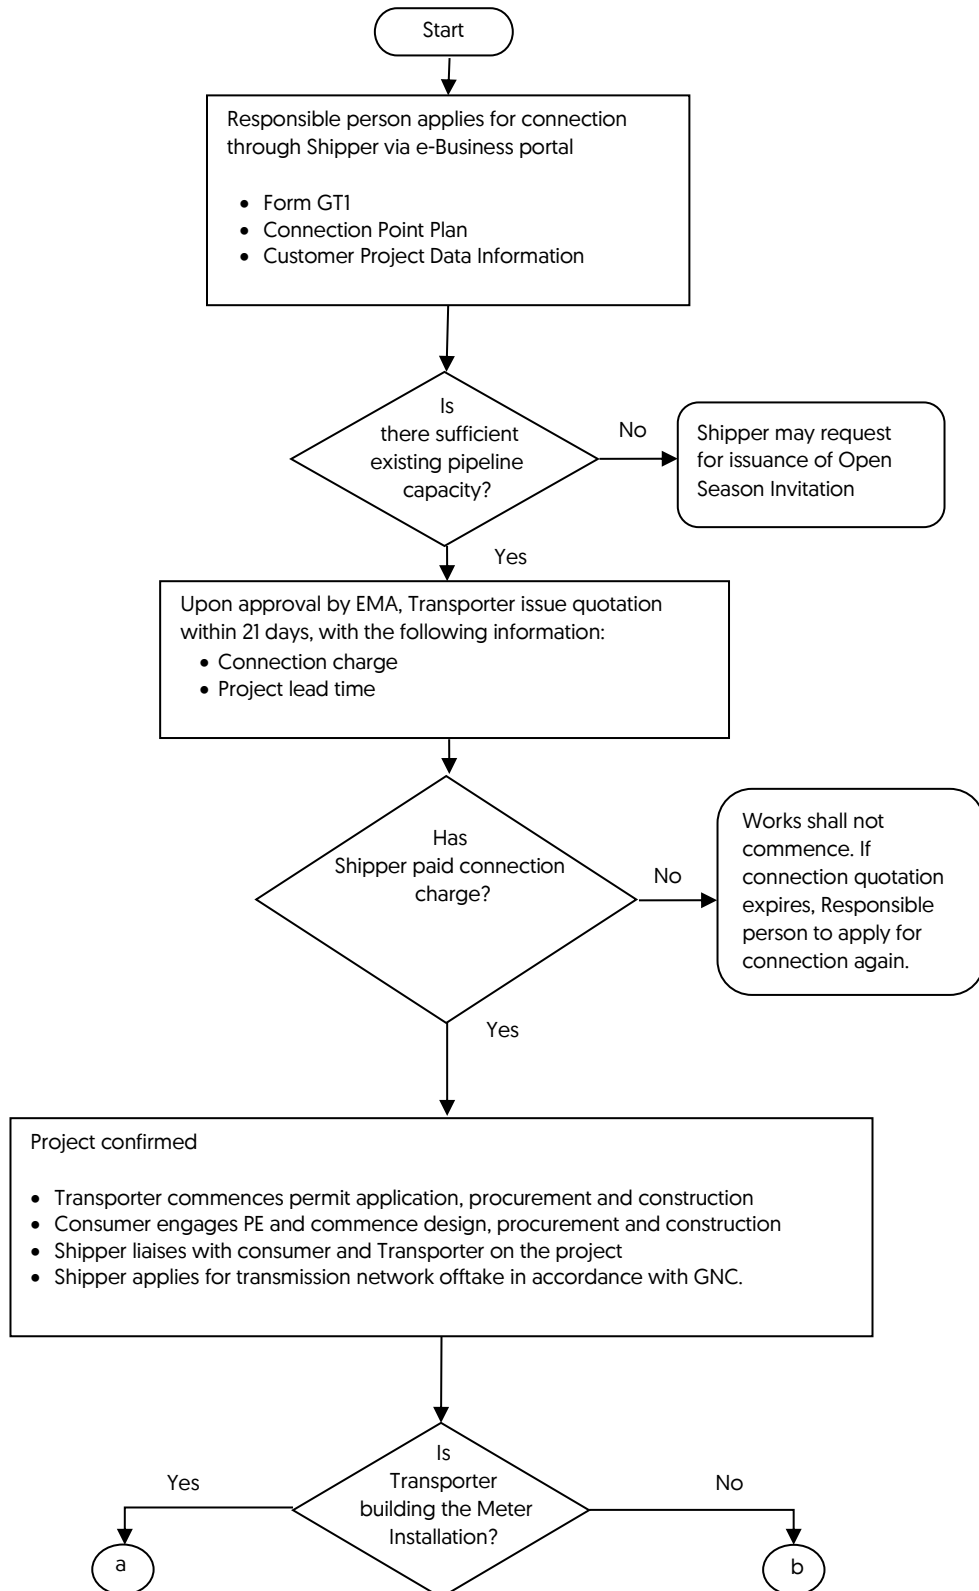 Start
Responsible person applies for connection
through Shipper via e-Business portal
• Form GT1
• Connection Point Plan
• Customer Project Data Information
Is
there sufficient
existing pipeline
capacity?
No
Shipper may request
for issuance of Open
Season Invitation
Yes
Upon approval by EMA, Transporter issue quotation
within 21 days, with the following information:
• Connection charge
• Project lead time
Has
Shipper paid connection
charge?
No
Works shall not
commence. If
connection quotation
expires, Responsible
person to apply for
connection again.
Yes
Project confirmed
• Transporter commences permit application, procurement and construction
• Consumer engages PE and commence design, procurement and construction
• Shipper liaises with consumer and Transporter on the project
• Shipper applies for transmission network offtake in accordance with GNC.
Is
Transporter
building the Meter
Installation?
Yes
No
a
b